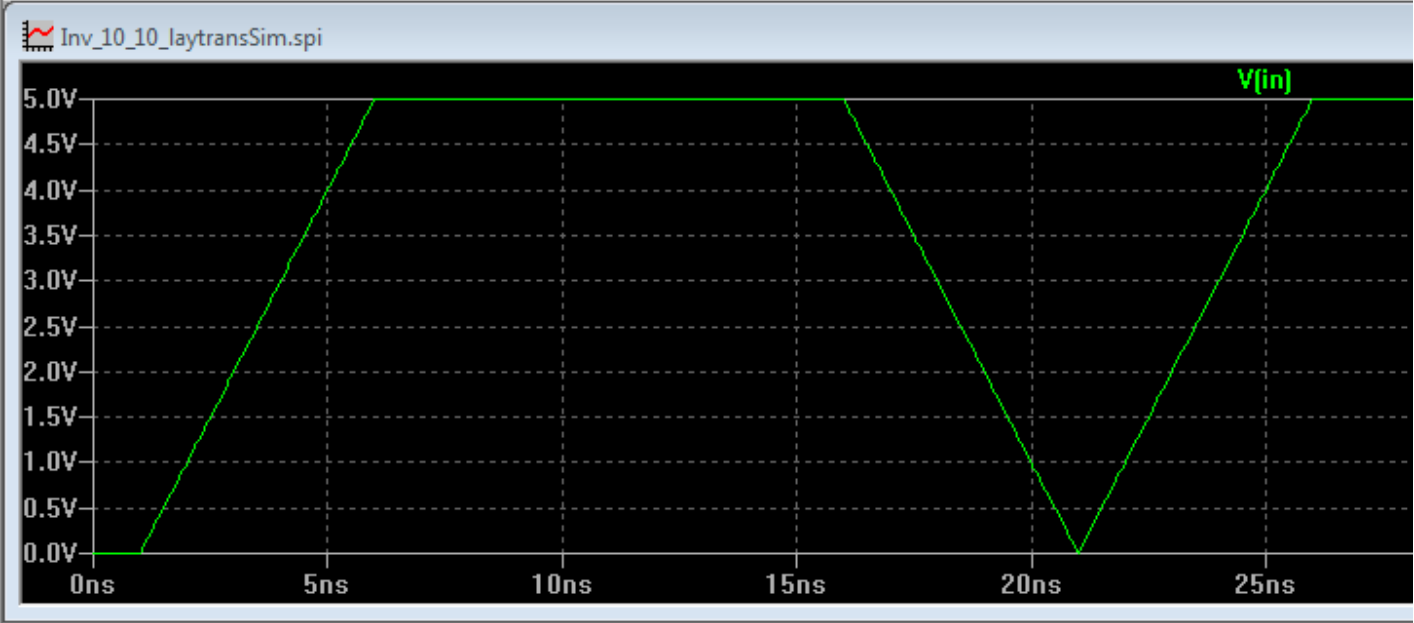 Inv_10_10_laytransSim.spi
V(in)
5.0V
4.5V
4.0V
3.5V
3.0V
2.5V
2.0V
1.5V
1.0V
0.5V
0.0V
0ns 5ns 10ns 15ns 20ns 25ns